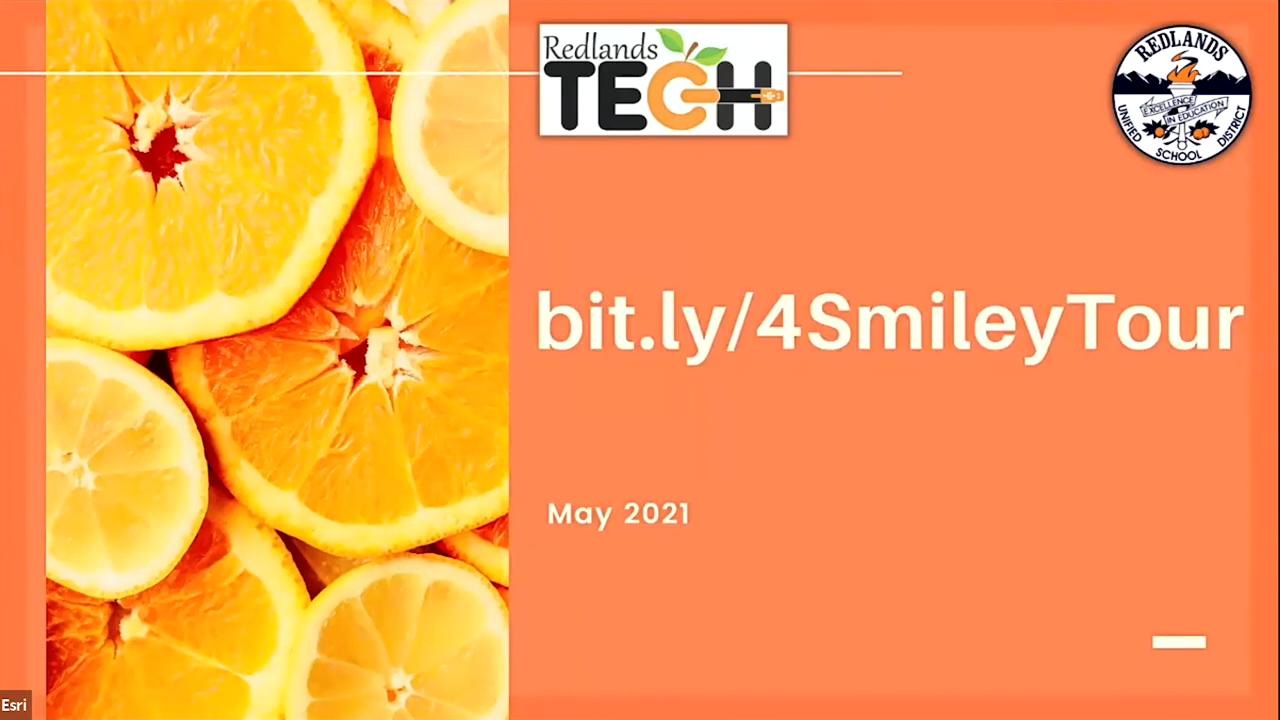 Redlands
TECH
REDLANDS
EXCELLENCE
IN EDUCATION
UNIFIED
SCHOOL
DISTRICT
bit.ly/4SmileyTour
May 2021
Esri